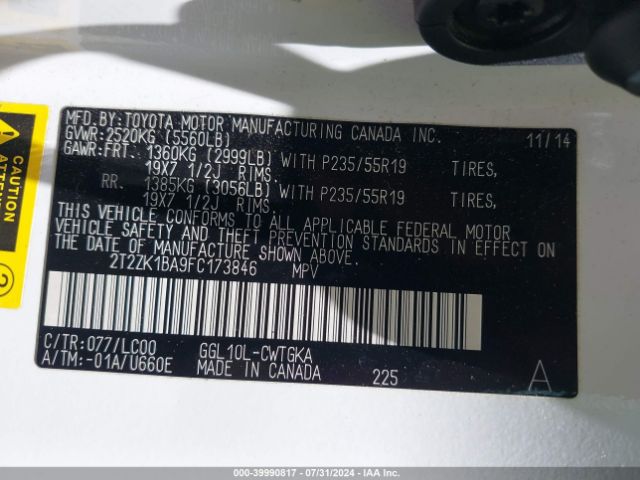 MFD. BY: TOYOTA MOTOR MANUFACTURING CANADA INC.
GVWR: 2520KG (5560LB) 11/14
GAWR: FRT. 1360KG (2999LB) WITH P235/55R19 TIRES,
19X7 1/2J RIMS.
RR. 1385KG (3056LB) WITH P235/55R19 TIRES,
19X7 1/2J RIMS.
THIS VEHICLE CONFORMS TO ALL APPLICABLE FEDERAL MOTOR
VEHICLE SAFETY AND THEFT PREVENTION STANDARDS IN EFFECT ON
THE DATE OF MANUFACTURE SHOWN ABOVE.
2T2ZK1BA9FC173846 MPV
C/TR: 077/LC00 GGL10L-CWTGKA
A/TM: -01A/U660E MADE IN CANADA 225 A
2
000-39990817 - 07/31/2024 - IAAI.COM